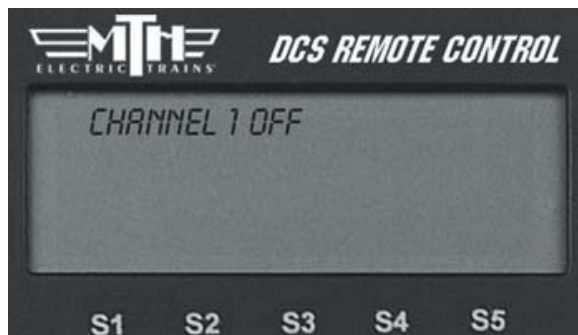 MTH
ELECTRIC TRAINS
DCS REMOTE CONTROL
CHANNEL 1 OFF
S1 S2 S3 S4 S5